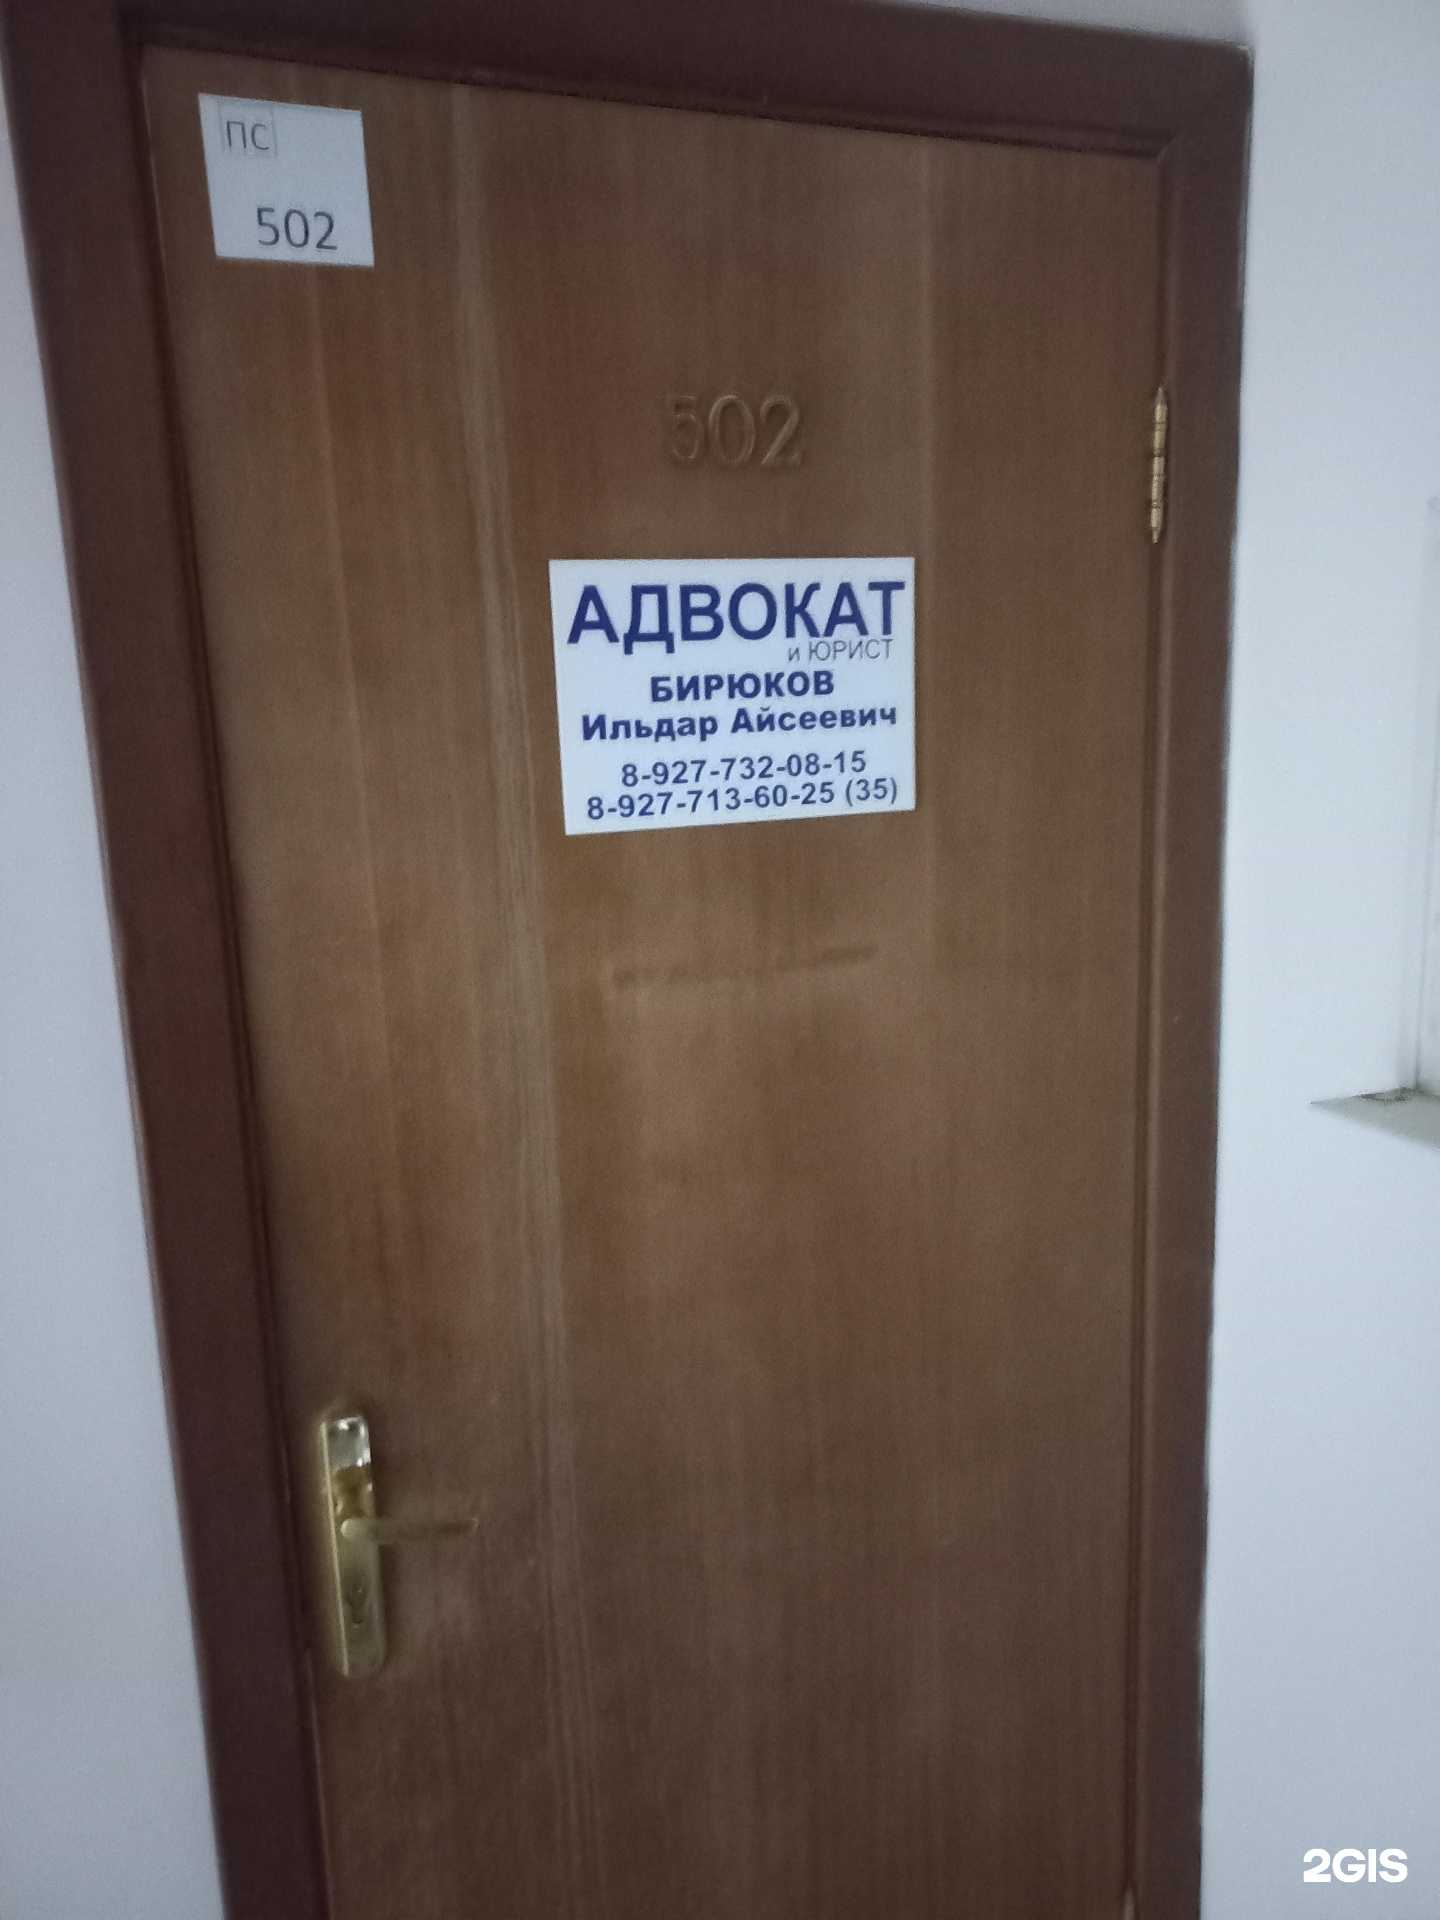 ПС
502
502
АДВОКАТ
и ЮРИСТ
БИРЮКОВ
Ильдар Айсеевич
8-927-732-08-15
8-927-713-60-25 (35)
2GIS